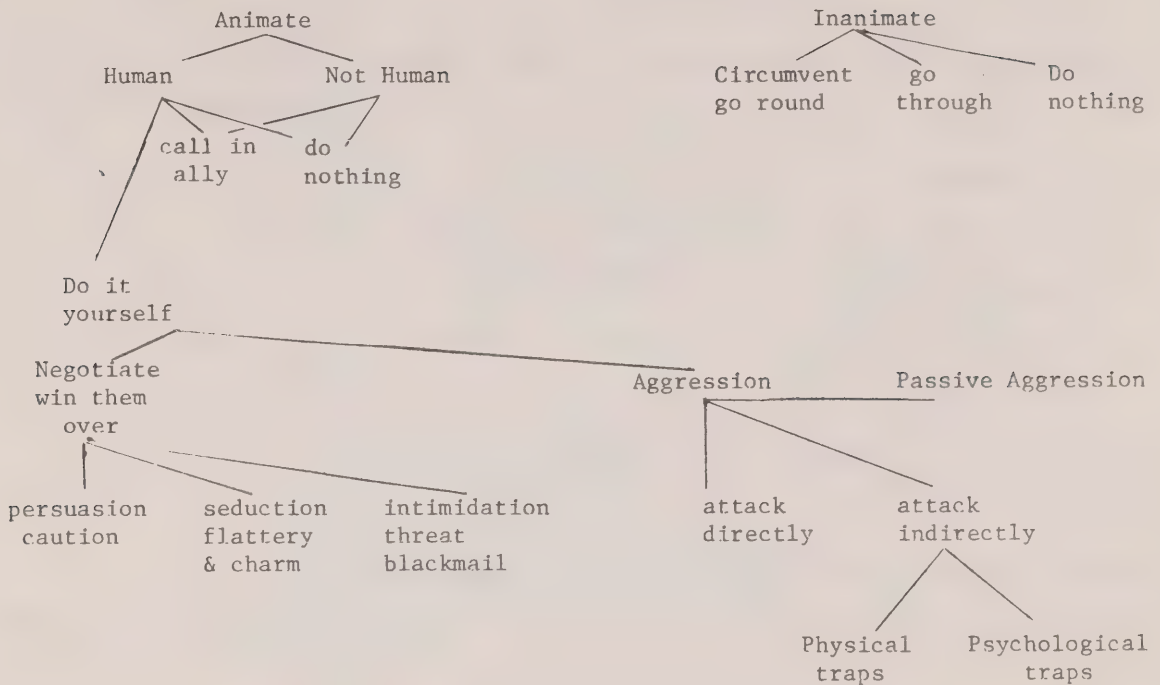 Animate
Inanimate
Human
Not Human
Circumvent
go round
go
through
Do
nothing
call in
ally
do
nothing
Do it
yourself
Negotiate
win them
over
Aggression
Passive Aggression
persuasion
caution
seduction
flattery
& charm
intimidation
threat
blackmail
attack
directly
attack
indirectly
Physical
traps
Psychological
traps